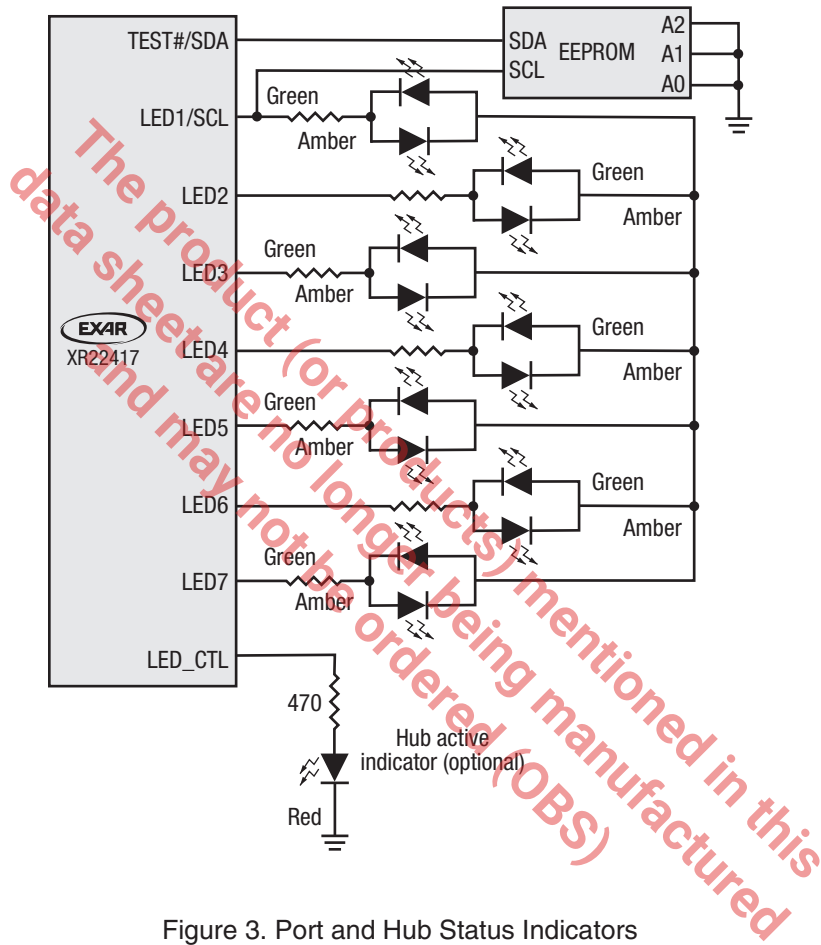 TEST#/SDA
SDA
EEPROM
A2
SCL
A1
A0
Green
LED1/SCL
Amber
Green
LED2
Amber
Green
LED3
Amber
EXAR
XR22417
Green
LED4
Amber
Green
LED5
Amber
Green
LED6
Amber
Green
LED7
Amber
LED_CTL
470
Hub active
indicator (optional)
Red
The product (or products) mentioned in this
data sheet are no longer being manufactured
and may not be ordered (OBS)
Figure 3. Port and Hub Status Indicators